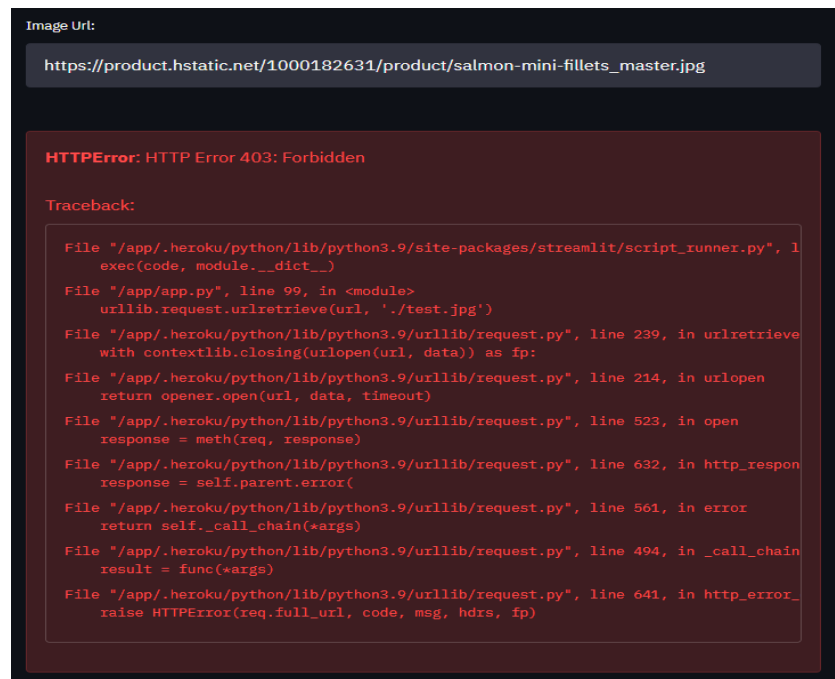 Image Url:
https://product.hstatic.net/1000182631/product/salmon-mini-fillets_master.jpg
HTTPError: HTTP Error 403: Forbidden
Traceback:
File "/app/.heroku/python/lib/python3.9/site-packages/streamlit/script_runner.py", l
exec(code, module.__dict__)
File "/app/app.py", line 99, in <module>
urllib.request.urlretrieve(url, './test.jpg')
File "/app/.heroku/python/lib/python3.9/urllib/request.py", line 239, in urlretrieve
with contextlib.closing(urlopen(url, data)) as fp:
File "/app/.heroku/python/lib/python3.9/urllib/request.py", line 214, in urlopen
return opener.open(url, data, timeout)
File "/app/.heroku/python/lib/python3.9/urllib/request.py", line 523, in open
response = meth(req, response)
File "/app/.heroku/python/lib/python3.9/urllib/request.py", line 632, in http_respon
response = self.parent.error(
File "/app/.heroku/python/lib/python3.9/urllib/request.py", line 561, in error
return self._call_chain(*args)
File "/app/.heroku/python/lib/python3.9/urllib/request.py", line 494, in _call_chain
result = func(*args)
File "/app/.heroku/python/lib/python3.9/urllib/request.py", line 641, in http_error_
raise HTTPError(req.full_url, code, msg, hdrs, fp)